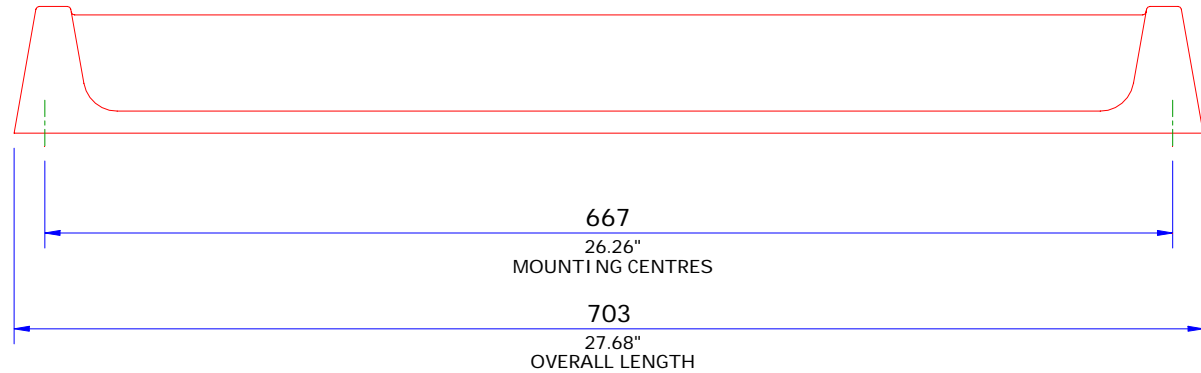 667
26.26"
MOUNTING CENTRES
703
27.68"
OVERALL LENGTH